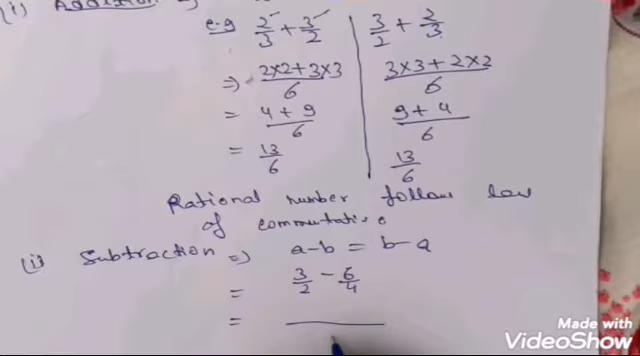 (i) Addition
e.g 2/3 + 3/2 | 3/2 + 2/3
⇒ 2×2+3×3/6 | 3×3+2×2/6
= 4+9/6 | 9+4/6
= 13/6 | 13/6
Rational number follow law
of commutative
(ii) Subtraction ⇒ a-b = b-a
= 3/2 - 6/4
=
Made with
VideoShow